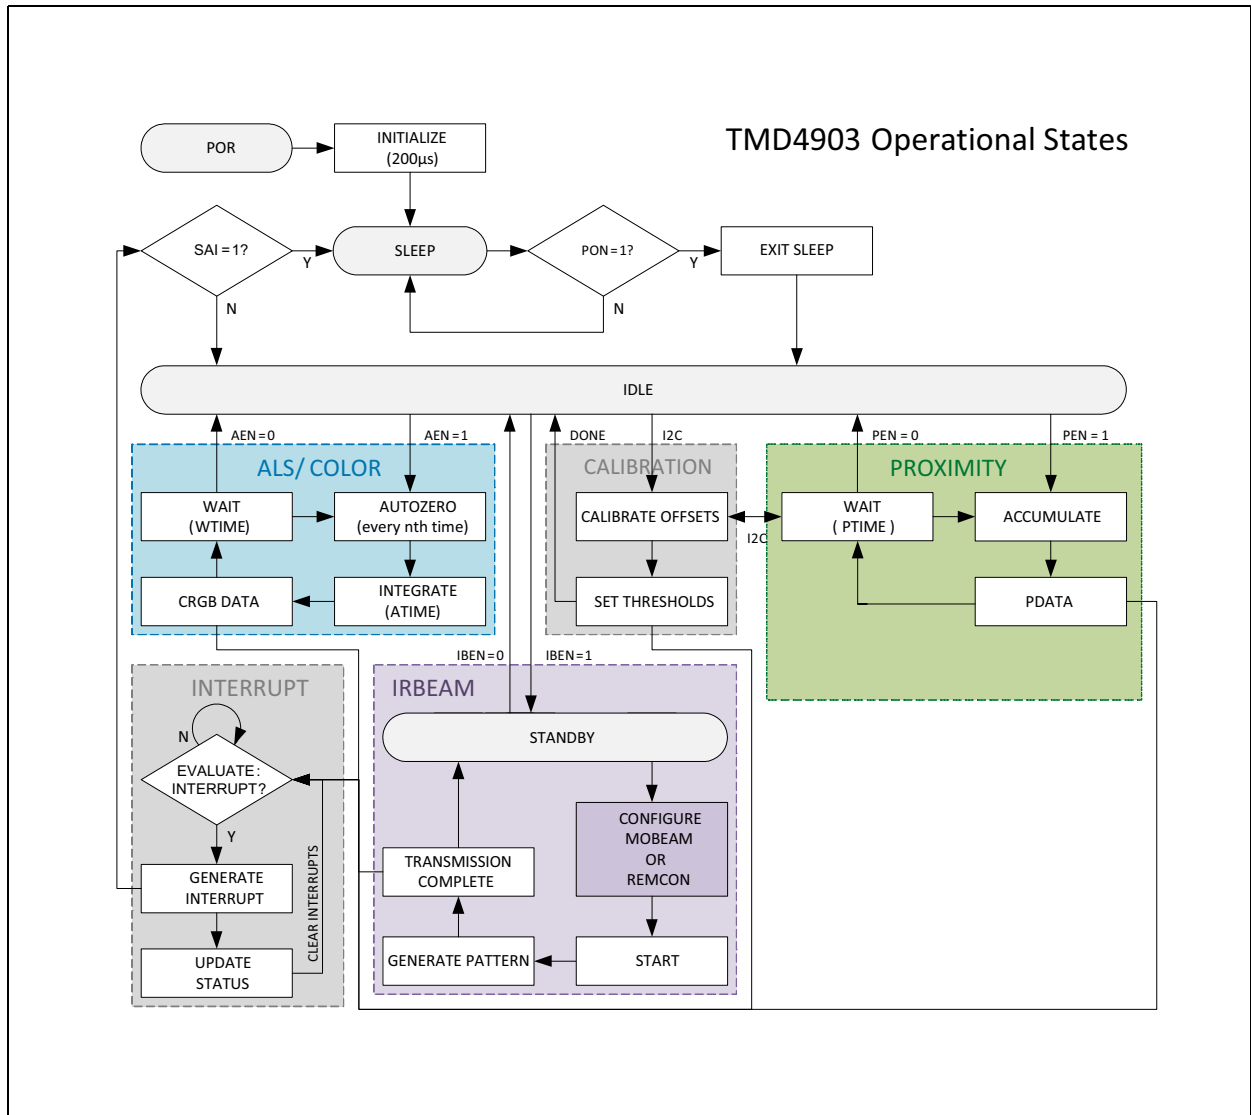 TMD4903 Operational States
POR
INITIALIZE
(200µs)
SAI = 1?
Y
N
SLEEP
PON = 1?
Y
N
EXIT SLEEP
IDLE
AEN = 0
AEN = 1
DONE
I2C
PEN = 0
PEN = 1
ALS/ COLOR
WAIT
(WTIME)
AUTOZERO
(every nth time)
CRGB DATA
INTEGRATE
(ATIME)
CALIBRATION
CALIBRATE OFFSETS
I2C
SET THRESHOLDS
PROXIMITY
WAIT
( PTIME )
ACCUMULATE
PDATA
IBEN = 0
IBEN = 1
INTERRUPT
N
EVALUATE :
INTERRUPT?
Y
GENERATE
INTERRUPT
UPDATE
STATUS
CLEAR INTERRUPTS
IRBEAM
STANDBY
CONFIGURE
MOBEAM
OR
REMCON
TRANSMISSION
COMPLETE
GENERATE PATTERN
START